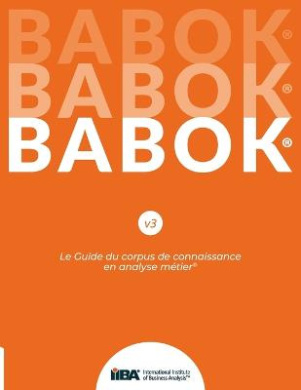 BABOK®
BABOK®
BABOK®
v3
Le Guide du corpus de connaissance
en analyse métier®
IIBA® International Institute
of Business Analysis™